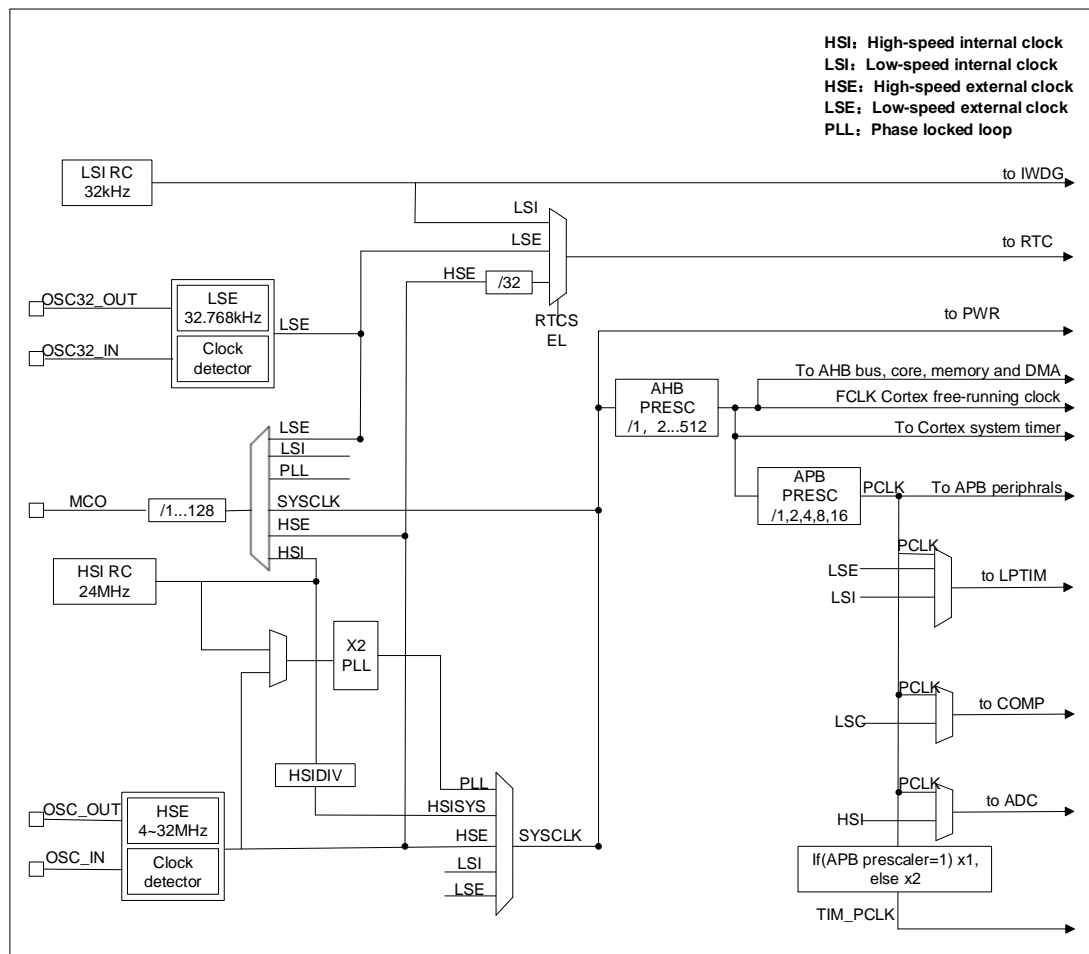 HSI：High-speed internal clock
LSI：Low-speed internal clock
HSE：High-speed external clock
LSE：Low-speed external clock
PLL：Phase locked loop
LSI RC
32kHz
to IWDG
LSI
LSE
to RTC
HSE
/32
RTCS
EL
OSC32_OUT
LSE
32.768kHz
LSE
OSC32_IN
Clock
detector
to PWR
To AHB bus, core, memory and DMA
AHB
PRESC
/1，2...512
FCLK Cortex free-running clock
To Cortex system timer
LSE
LSI
PLL
APB
PRESC
/1,2,4,8,16
PCLK
To APB periphrals
MCO
/1...128
SYSCLK
HSE
HSI
HSI RC
24MHz
PCLK
LSE
LSI
to LPTIM
X2
PLL
PCLK
LSC
to COMP
HSIDIV
PLL
HSISYS
HSE
LSI
LSE
SYSCLK
PCLK
HSI
to ADC
OSC_OUT
HSE
4~32MHz
OSC_IN
Clock
detector
If(APB prescaler=1) x1,
else x2
TIM_PCLK